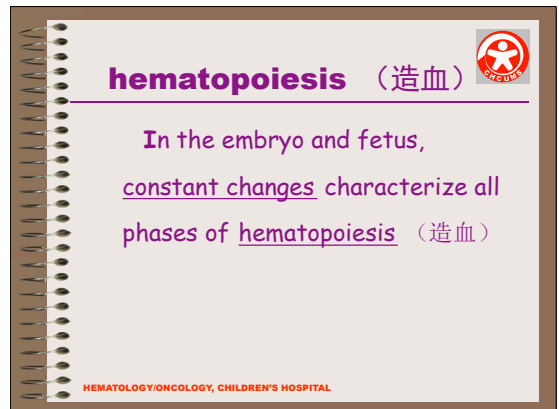 hematopoiesis （造血）
CHCUMS
In the embryo and fetus,
constant changes characterize all
phases of hematopoiesis （造血）
HEMATOLOGY/ONCOLOGY, CHILDREN'S HOSPITAL